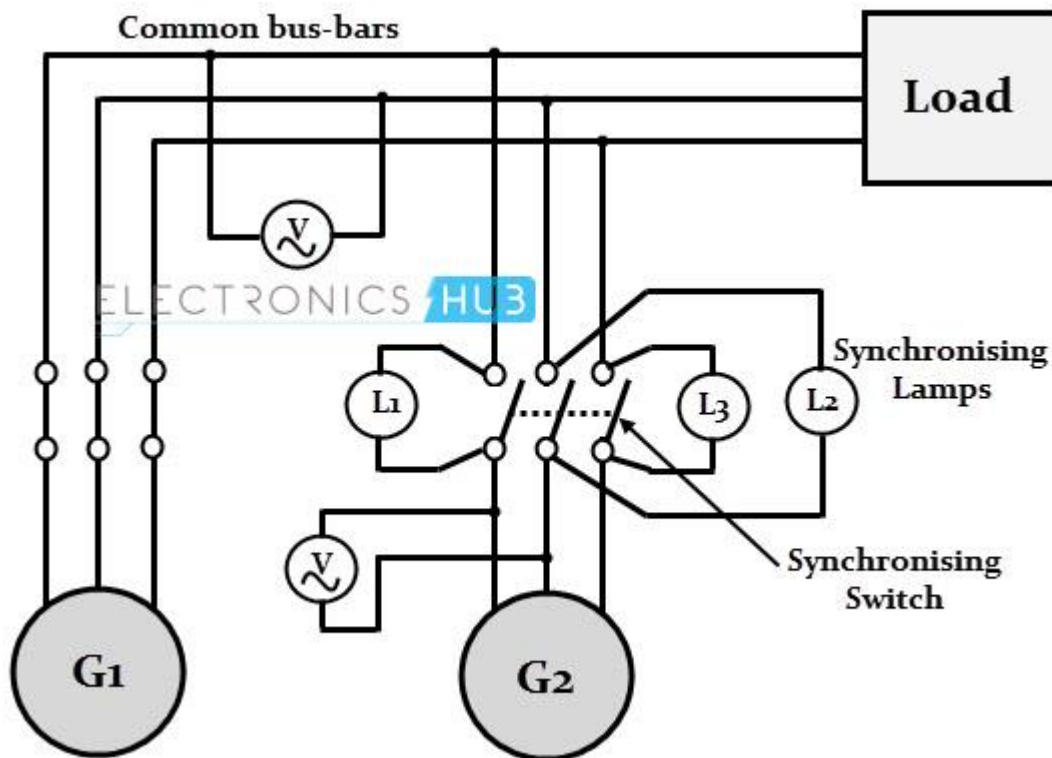 Common bus-bars
Load
V
ELECTRONICS HUB
Synchronising
Lamps
L1
L3
L2
V
Synchronising
Switch
G1
G2